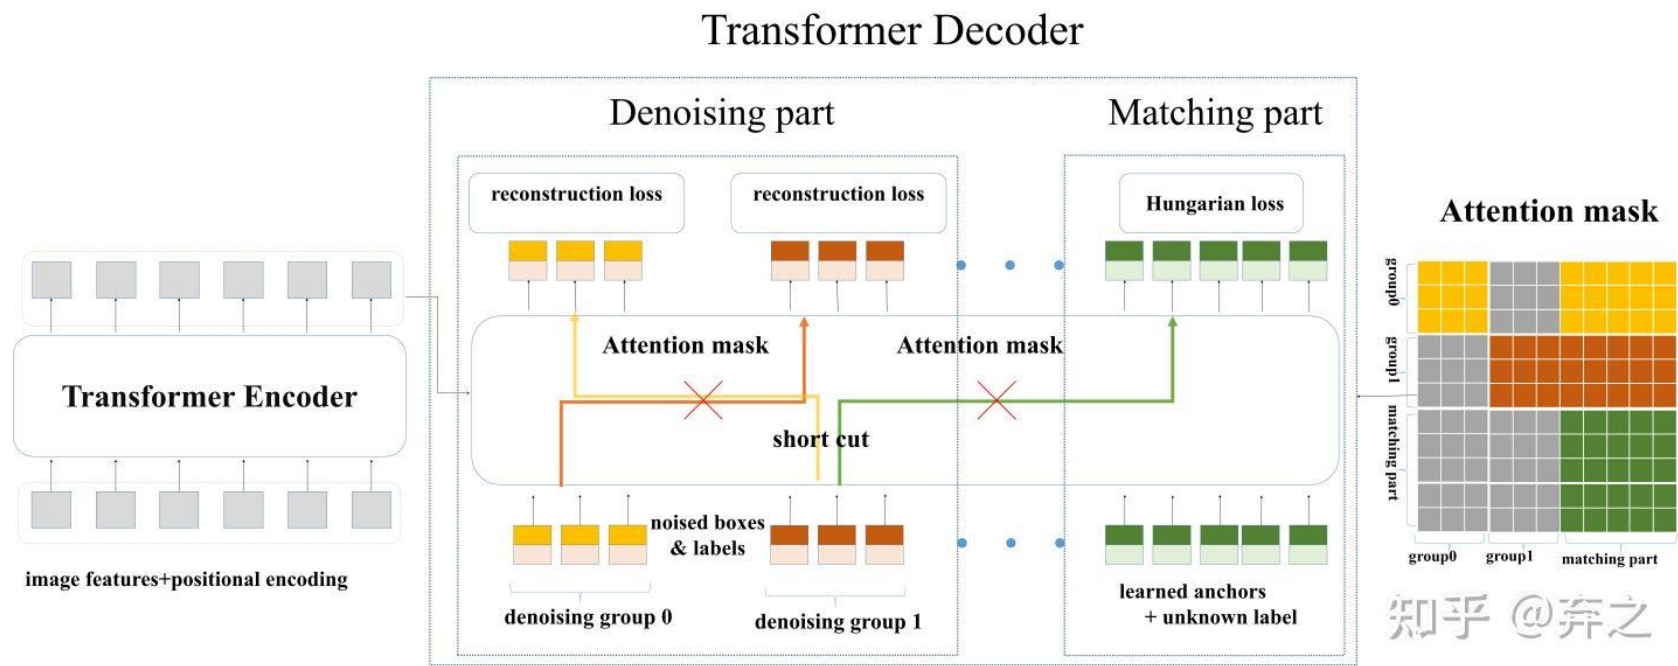 Transformer Decoder
Denoising part
Matching part
reconstruction loss
reconstruction loss
Hungarian loss
Attention mask
group0
group1
matching part
Attention mask
Attention mask
Transformer Encoder
short cut
noised boxes
& labels
group0
group1
matching part
image features+positional encoding
denoising group 0
denoising group 1
learned anchors
+ unknown label
知乎 @弈之